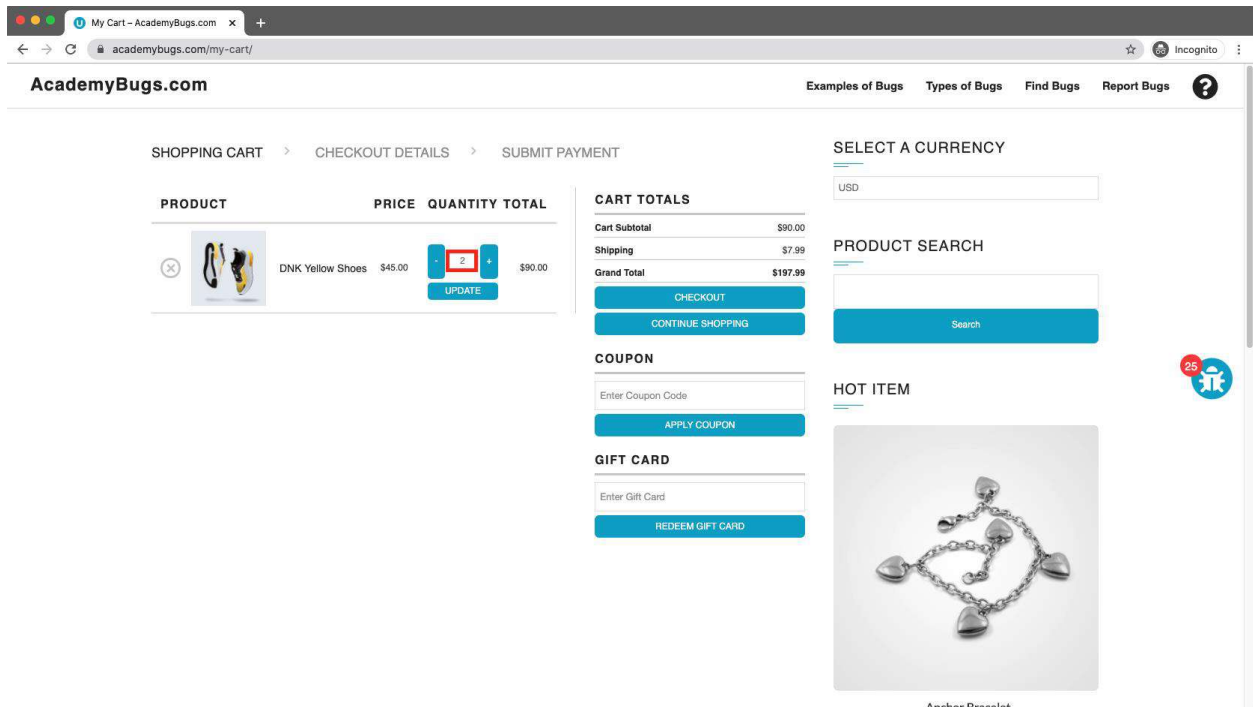 My Cart – AcademyBugs.com
academybugs.com/my-cart/
Incognito
AcademyBugs.com
Examples of Bugs Types of Bugs Find Bugs Report Bugs
SHOPPING CART > CHECKOUT DETAILS > SUBMIT PAYMENT
PRODUCT PRICE QUANTITY TOTAL
DNK Yellow Shoes $45.00 - 2 + $90.00
UPDATE
CART TOTALS
Cart Subtotal $90.00
Shipping $7.99
Grand Total $197.99
CHECKOUT
CONTINUE SHOPPING
COUPON
Enter Coupon Code
APPLY COUPON
GIFT CARD
Enter Gift Card
REDEEM GIFT CARD
SELECT A CURRENCY
USD
PRODUCT SEARCH
Search
HOT ITEM
Anchor Bracelet
25